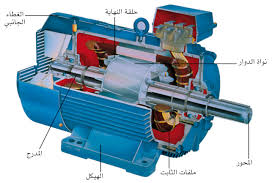 حلقة النهاية
الغطاء
الجانبي
نواة الدوار
المدرج
الهيكل
ملفات الثابت
المحور